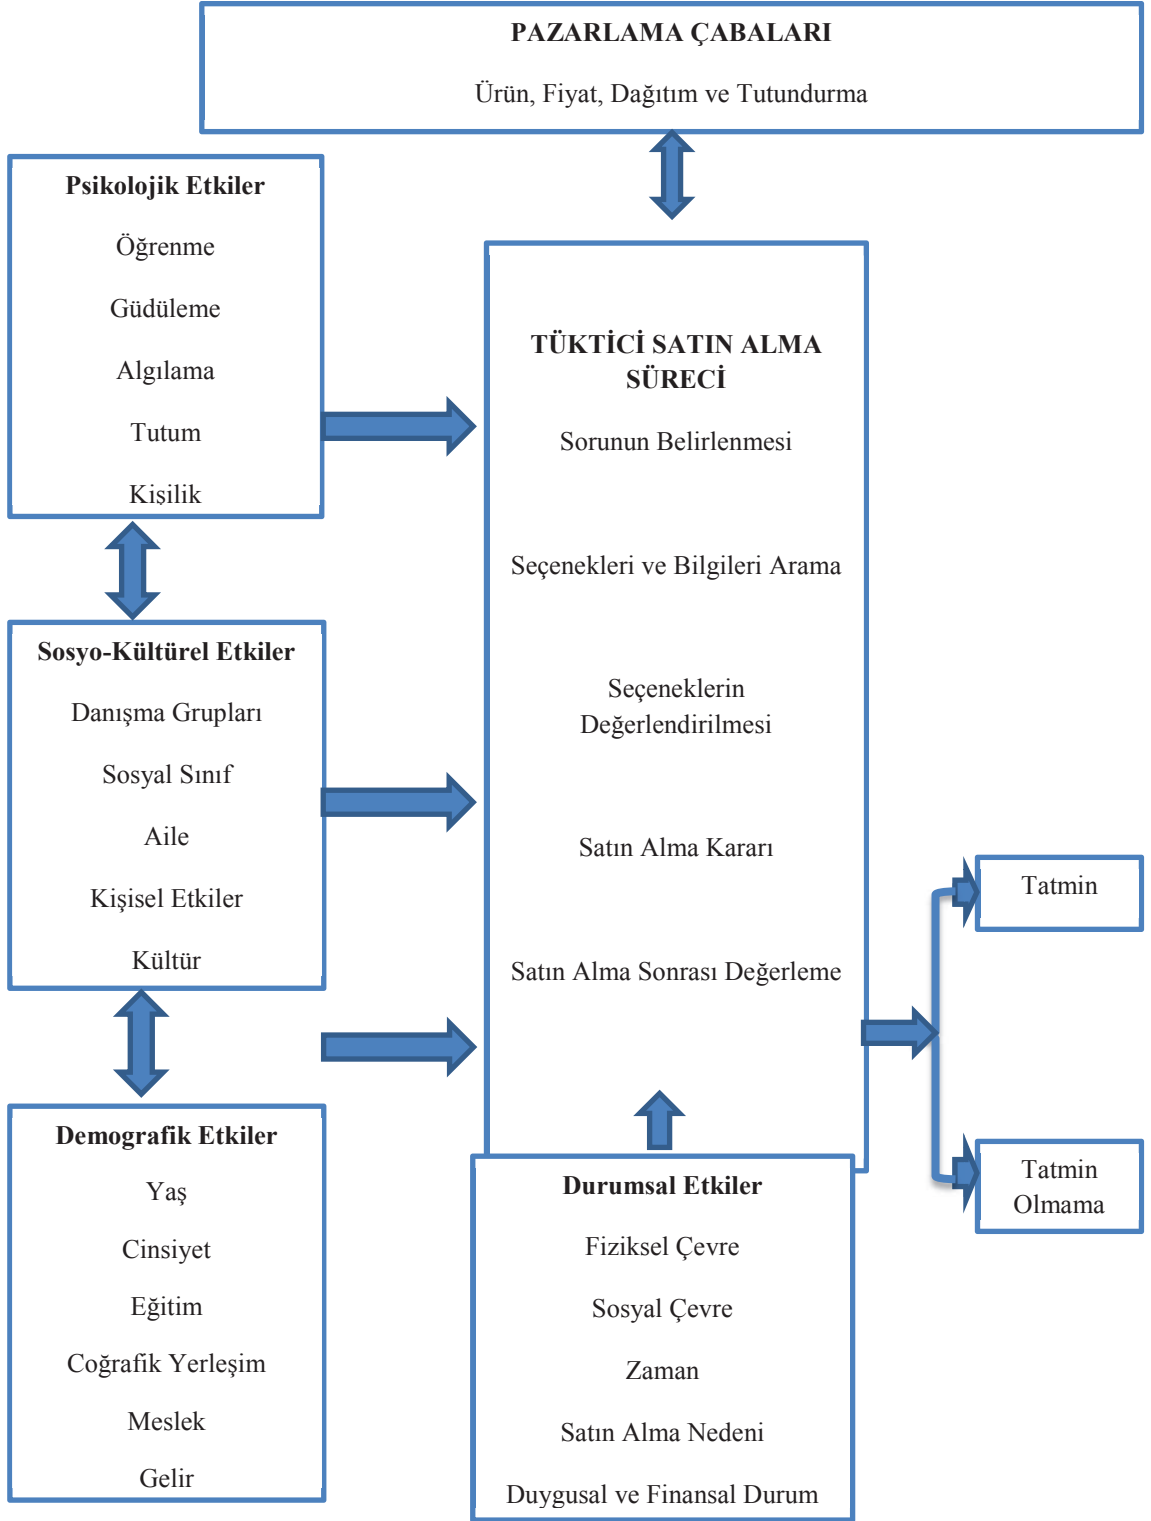 PAZARLAMA ÇABALARI
Ürün, Fiyat, Dağıtım ve Tutundurma
Psikolojik Etkiler
Öğrenme
Güdüleme
Algılama
Tutum
Kişilik
Sosyo-Kültürel Etkiler
Danışma Grupları
Sosyal Sınıf
Aile
Kişisel Etkiler
Kültür
Demografik Etkiler
Yaş
Cinsiyet
Eğitim
Coğrafik Yerleşim
Meslek
Gelir
TÜKTİCİ SATIN ALMA
SÜRECİ
Sorunun Belirlenmesi
Seçenekleri ve Bilgileri Arama
Seçeneklerin
Değerlendirilmesi
Satın Alma Kararı
Satın Alma Sonrası Değerleme
Durumsal Etkiler
Fiziksel Çevre
Sosyal Çevre
Zaman
Satın Alma Nedeni
Duygusal ve Finansal Durum
Tatmin
Tatmin
Olmama